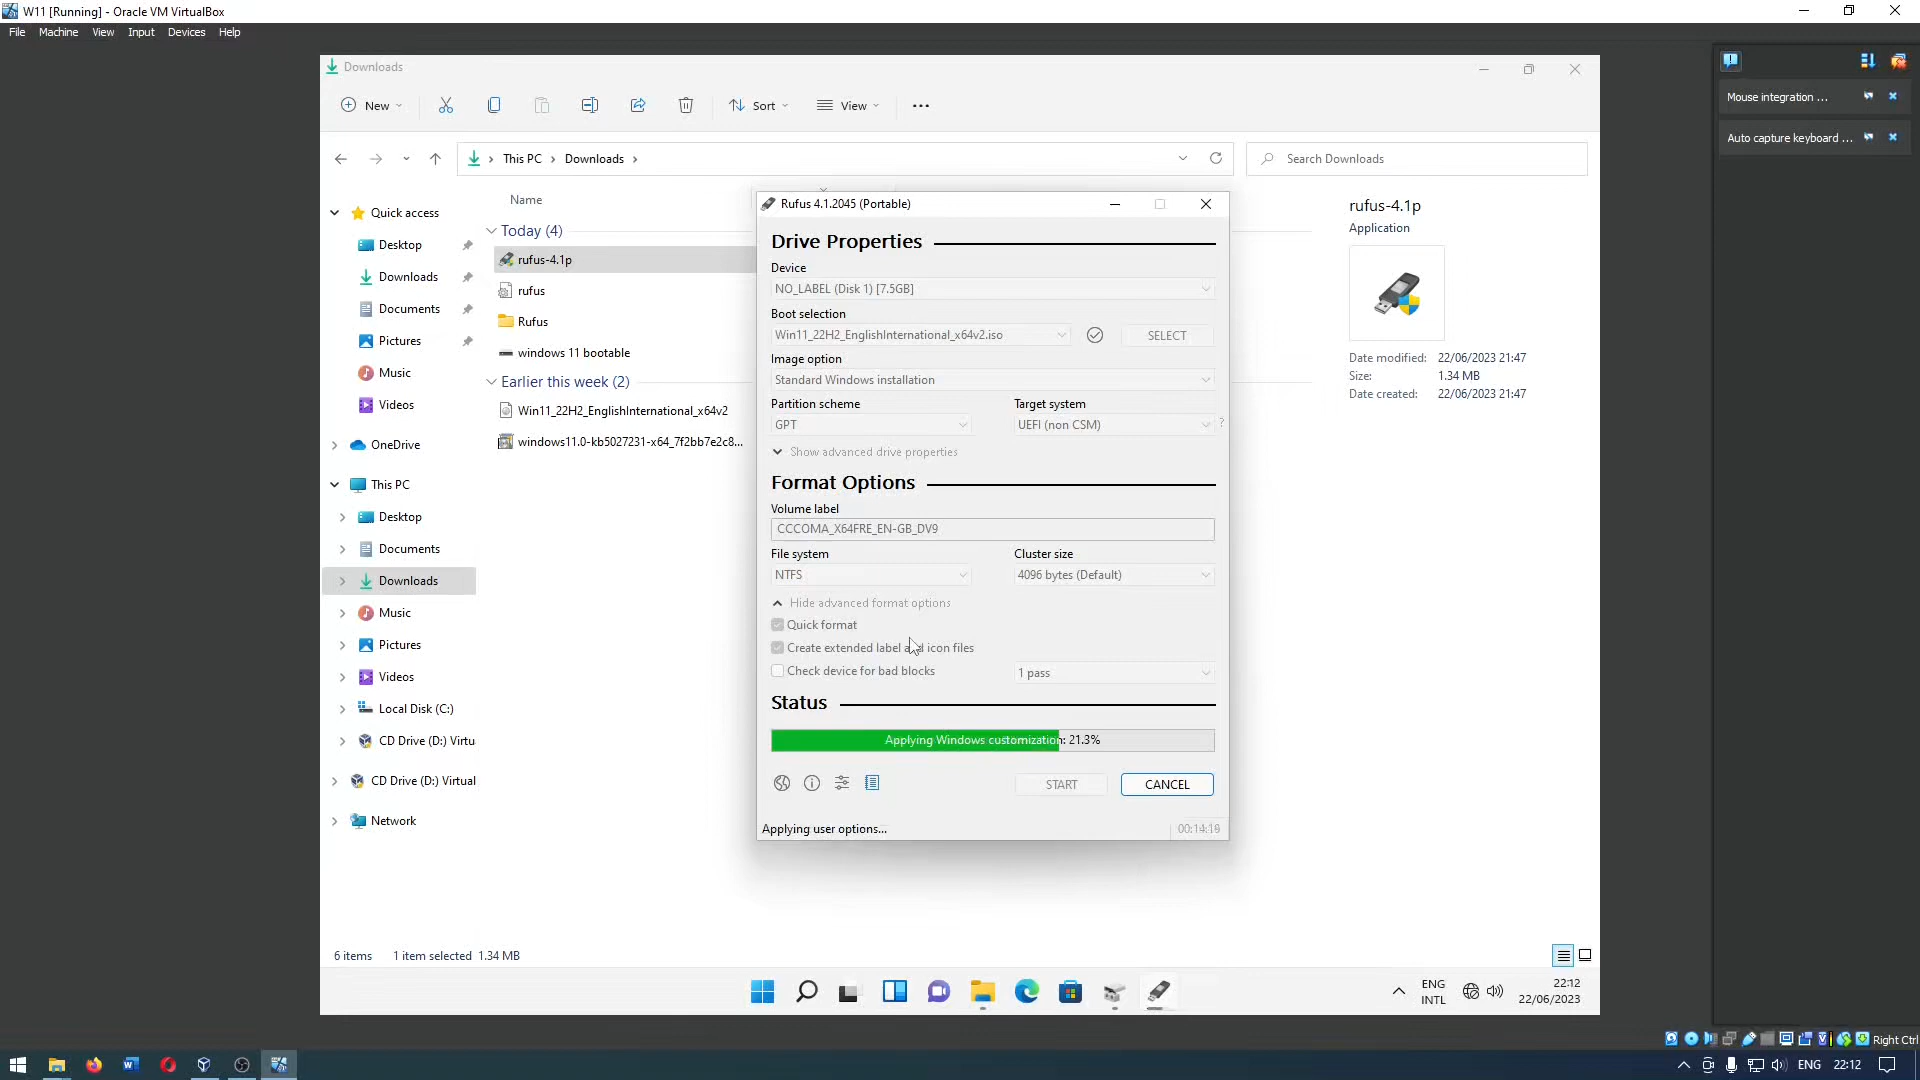 W11 [Running] - Oracle VM VirtualBox
File Machine View Input Devices Help
Downloads
New
Sort
View
This PC > Downloads >
Search Downloads
Quick access
Desktop
Downloads
Documents
Pictures
Music
Videos
OneDrive
This PC
Desktop
Documents
Downloads
Music
Pictures
Videos
Local Disk (C:)
CD Drive (D:) Virtu
CD Drive (D:) Virtual
Network
Name
Today (4)
rufus-4.1p
rufus
Rufus
windows 11 bootable
Earlier this week (2)
Win11_22H2_EnglishInternational_x64v2
windows11.0-kb5027231-x64_7f2bb7e2c8...
Rufus 4.1.2045 (Portable)
Drive Properties
Device
NO_LABEL (Disk 1) [7.5GB]
Boot selection
Win11_22H2_EnglishInternational_x64v2.iso
SELECT
Image option
Standard Windows installation
Partition scheme
Target system
GPT
UEFI (non CSM)
?
Show advanced drive properties
Format Options
Volume label
CCCOMA_X64FRE_EN-GB_DV9
File system
Cluster size
NTFS
4096 bytes (Default)
Hide advanced format options
Quick format
Create extended label and icon files
Check device for bad blocks
1 pass
Status
Applying Windows customization: 21.3%
START
CANCEL
Applying user options...
00:14:18
rufus-4.1p
Application
Date modified: 22/06/2023 21:47
Size: 1.34 MB
Date created: 22/06/2023 21:47
6 items 1 item selected 1.34 MB
ENG
INTL
22:12
22/06/2023
Mouse integration ...
Auto capture keyboard ...
Right Ctrl
ENG 22:12